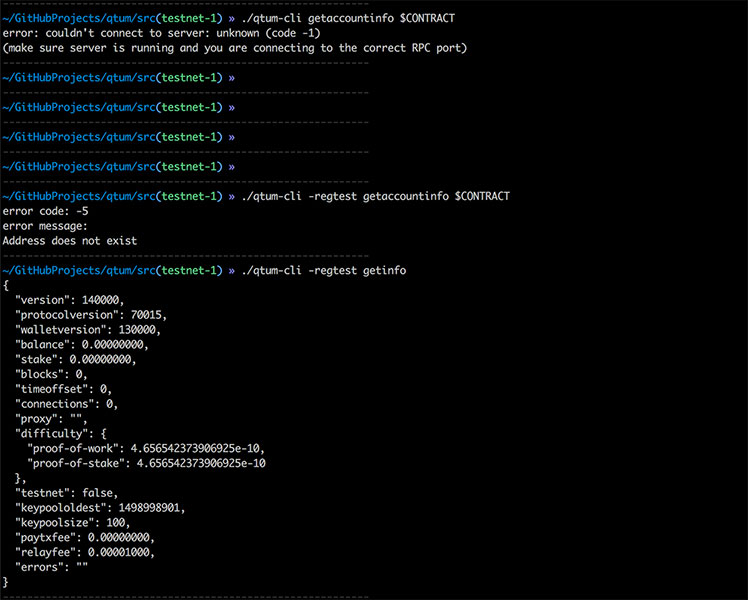 ~/GitHubProjects/qtum/src(testnet-1) » ./qtum-cli getaccountinfo $CONTRACT
error: couldn't connect to server: unknown (code -1)
(make sure server is running and you are connecting to the correct RPC port)
~/GitHubProjects/qtum/src(testnet-1) »
~/GitHubProjects/qtum/src(testnet-1) »
~/GitHubProjects/qtum/src(testnet-1) »
~/GitHubProjects/qtum/src(testnet-1) »
~/GitHubProjects/qtum/src(testnet-1) » ./qtum-cli -regtest getaccountinfo $CONTRACT
error code: -5
error message:
Address does not exist
~/GitHubProjects/qtum/src(testnet-1) » ./qtum-cli -regtest getinfo
{
  "version": 140000,
  "protocolversion": 70015,
  "walletversion": 130000,
  "balance": 0.00000000,
  "stake": 0.00000000,
  "blocks": 0,
  "timeoffset": 0,
  "connections": 0,
  "proxy": "",
  "difficulty": {
    "proof-of-work": 4.656542373906925e-10,
    "proof-of-stake": 4.656542373906925e-10
  },
  "testnet": false,
  "keypoololdest": 1498998901,
  "keypoolsize": 100,
  "paytxfee": 0.00000000,
  "relayfee": 0.00001000,
  "errors": ""
}